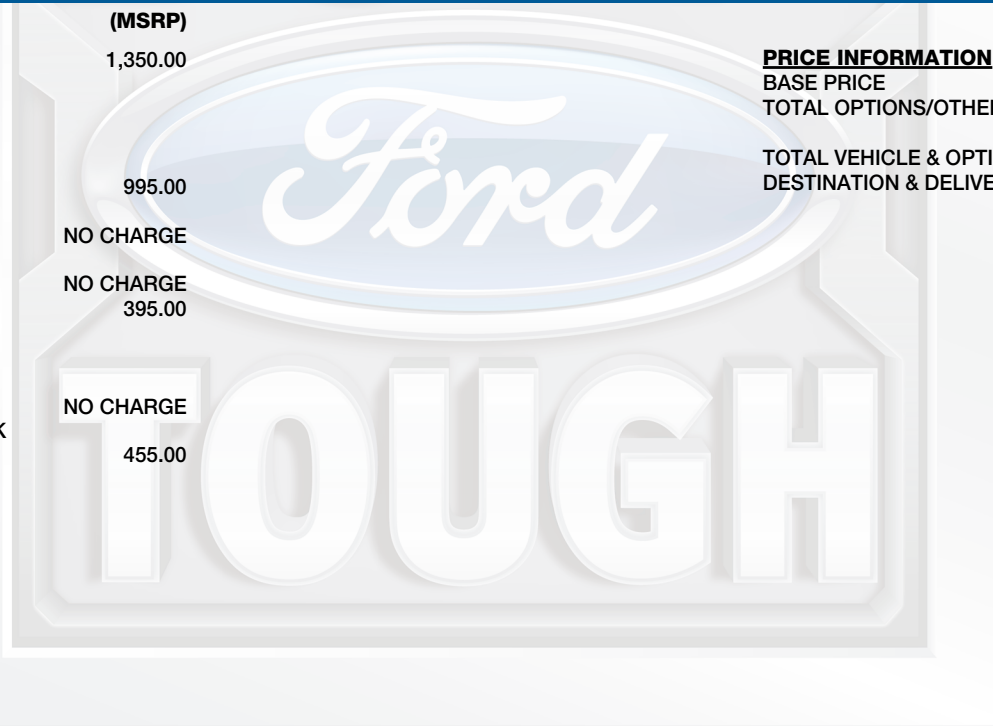 (MSRP)
1,350.00
995.00
NO CHARGE
NO CHARGE
395.00
NO CHARGE
K
455.00
PRICE INFORMATION
BASE PRICE
TOTAL OPTIONS/OTHE
TOTAL VEHICLE & OPTI
DESTINATION & DELIVE
Ford
TOUGH